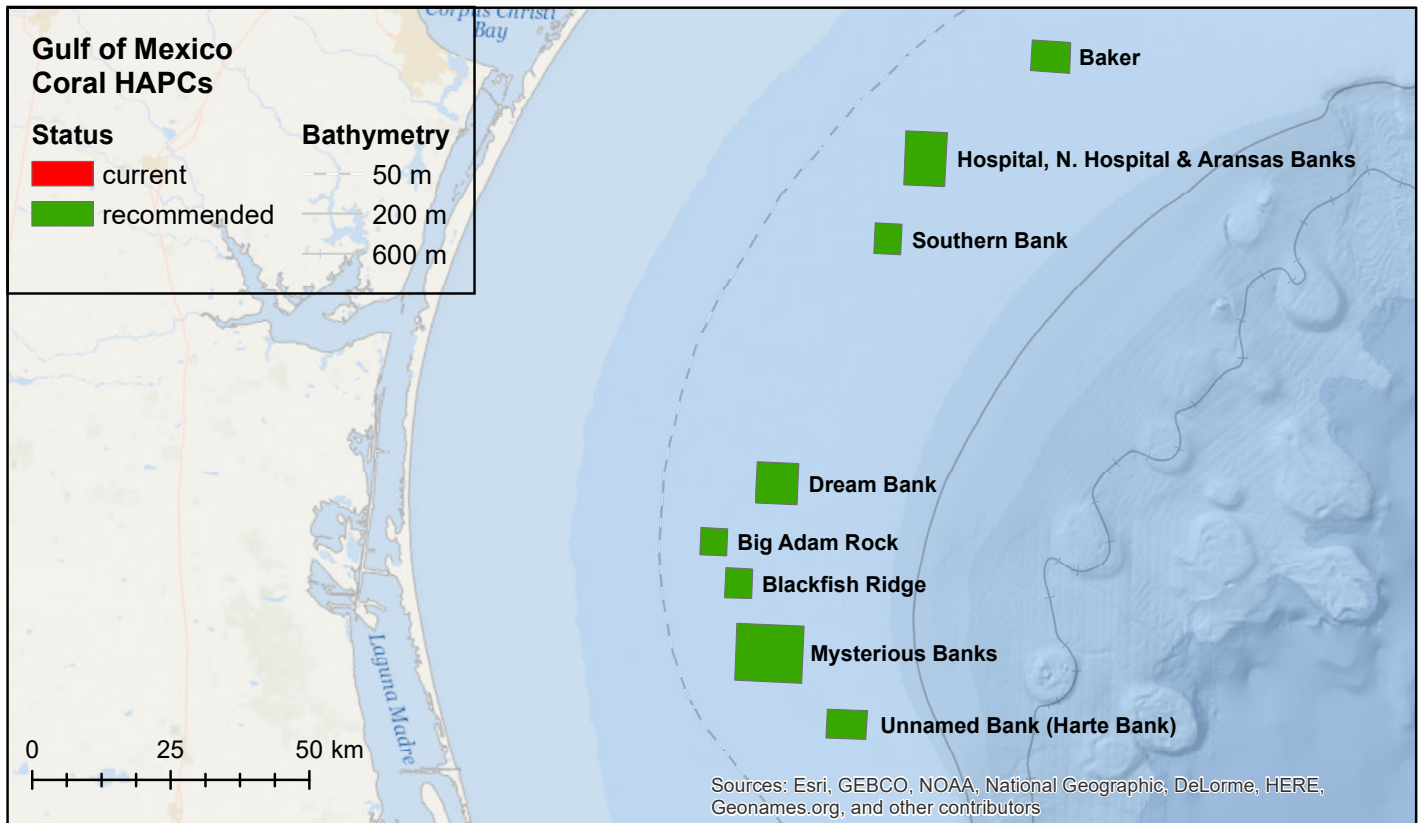 Corpus Christi
Bay
Gulf of Mexico
Coral HAPCs
Status
current
recommended
Bathymetry
50 m
200 m
600 m
Baker
Hospital, N. Hospital & Aransas Banks
Southern Bank
Dream Bank
Big Adam Rock
Blackfish Ridge
Mysterious Banks
Unnamed Bank (Harte Bank)
Laguna Madre
0 25 50 km
Sources: Esri, GEBCO, NOAA, National Geographic, DeLorme, HERE,
Geonames.org, and other contributors